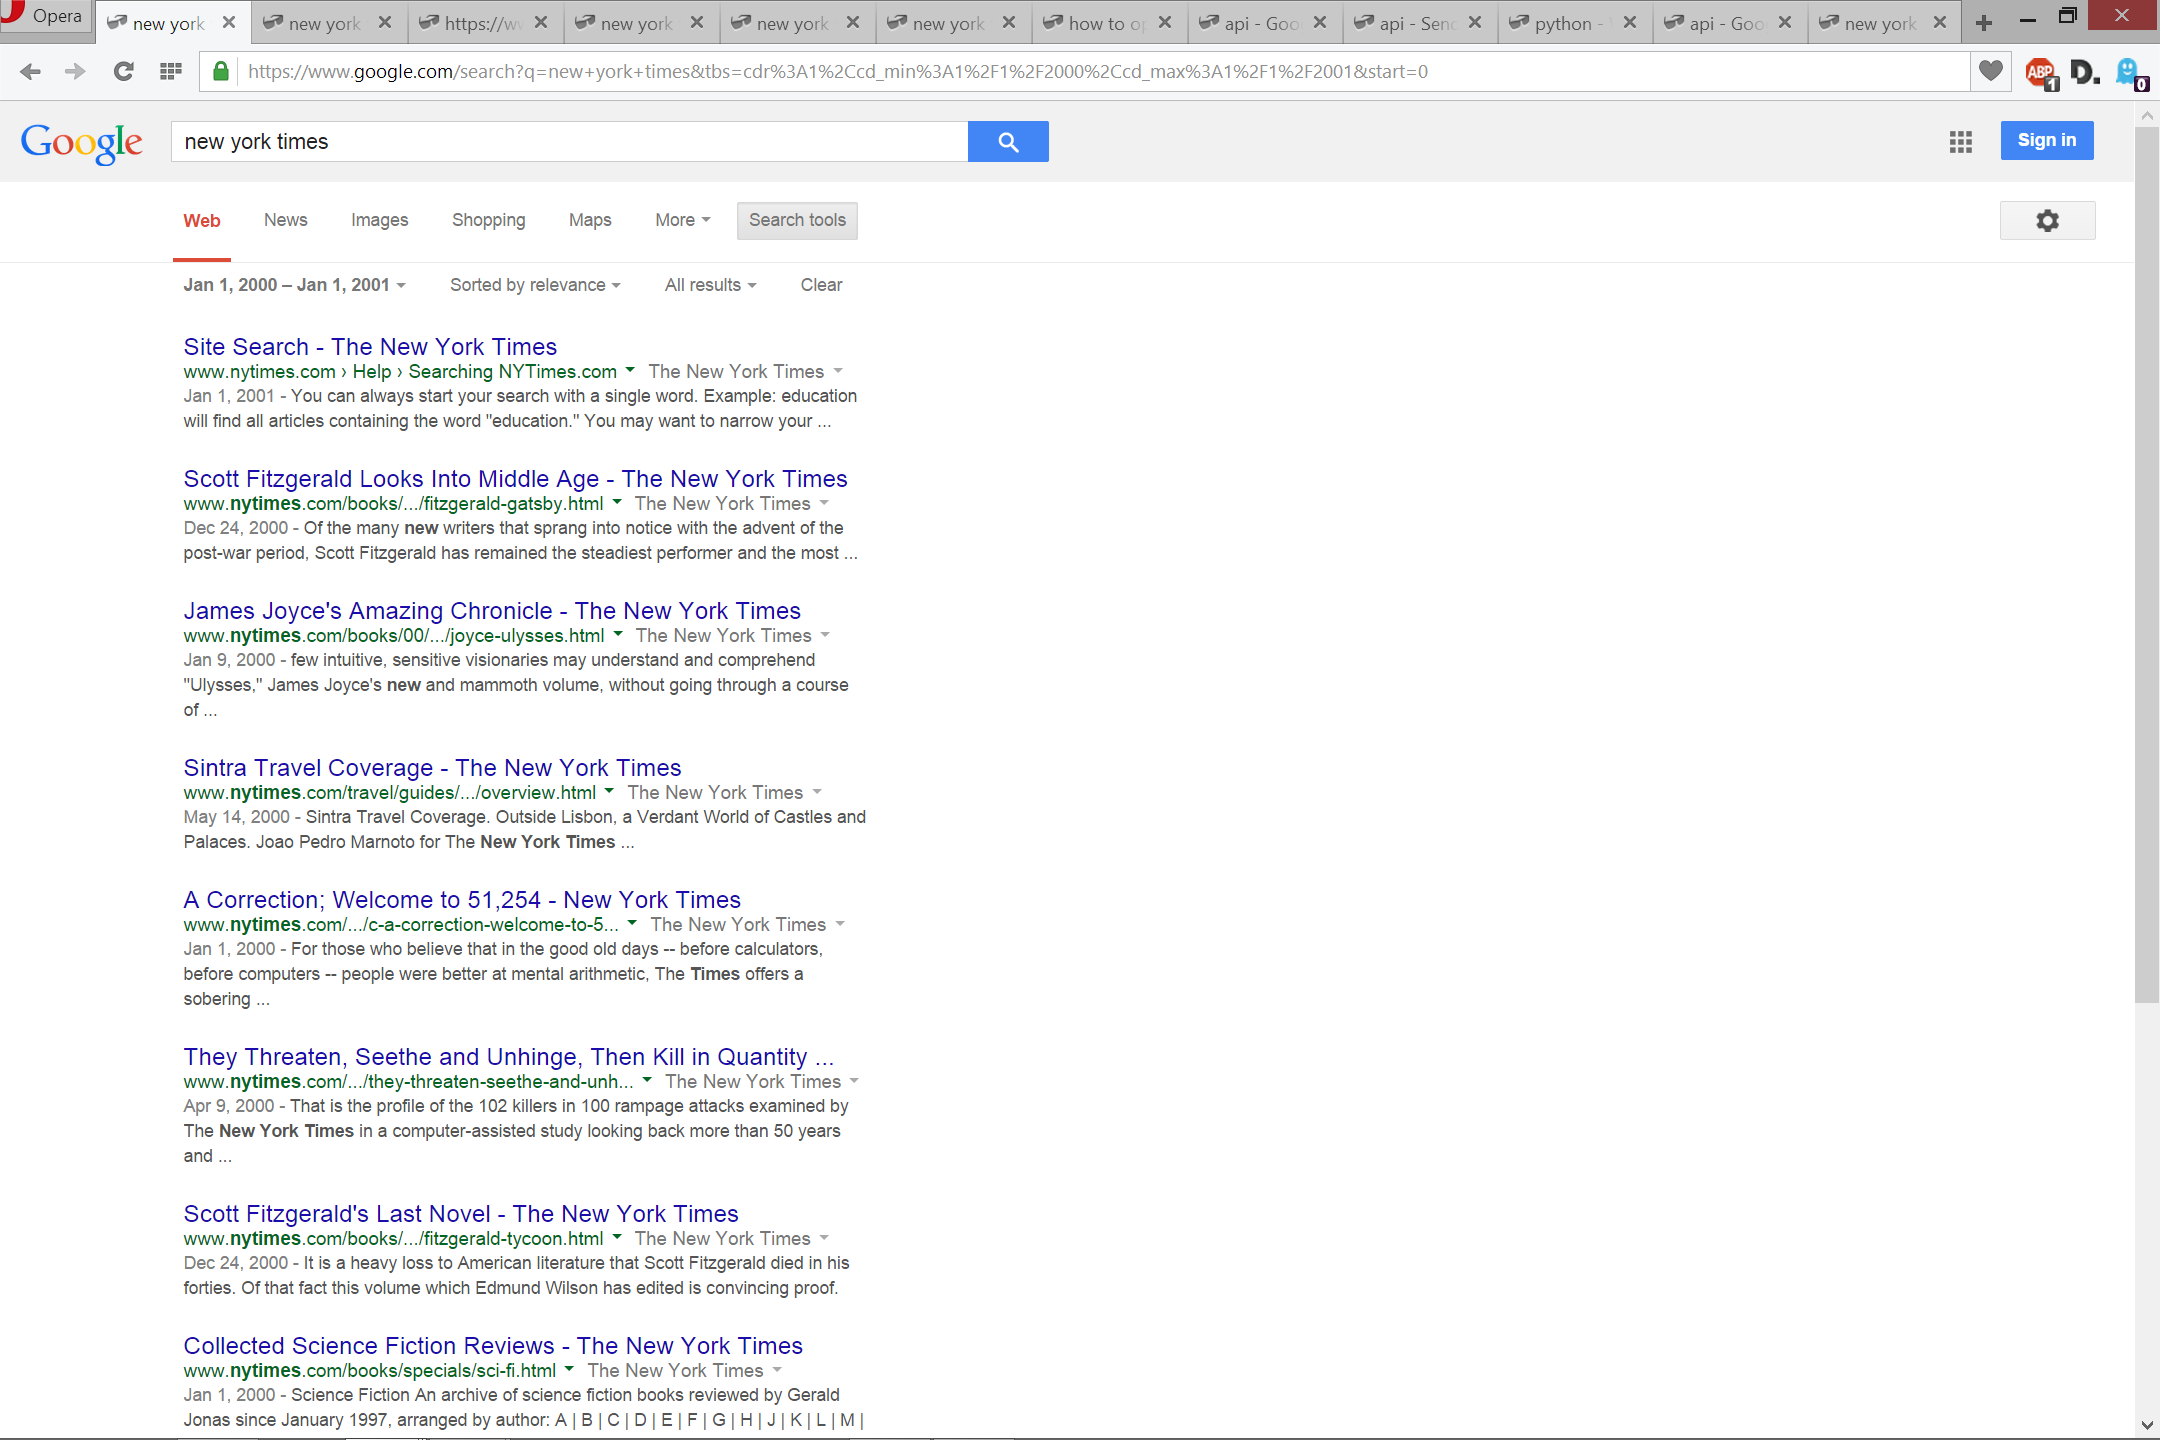 Opera
new york
new york
https://ww
new york
new york
new york
how to op
api - Goo
api - Send
python -
api - Goo
new york
https://www.google.com/search?q=new+york+times&tbs=cdr%3A1%2Ccd_min%3A1%2F1%2F2000%2Ccd_max%3A1%2F1%2F2001&start=0
ABP 1
D.
0
Google
new york times
Sign in
Web News Images Shopping Maps More Search tools
Jan 1, 2000 – Jan 1, 2001 Sorted by relevance All results Clear
Site Search - The New York Times
www.nytimes.com › Help › Searching NYTimes.com The New York Times
Jan 1, 2001 - You can always start your search with a single word. Example: education
will find all articles containing the word "education." You may want to narrow your ...
Scott Fitzgerald Looks Into Middle Age - The New York Times
www.nytimes.com/books/.../fitzgerald-gatsby.html The New York Times
Dec 24, 2000 - Of the many new writers that sprang into notice with the advent of the
post-war period, Scott Fitzgerald has remained the steadiest performer and the most ...
James Joyce's Amazing Chronicle - The New York Times
www.nytimes.com/books/00/.../joyce-ulysses.html The New York Times
Jan 9, 2000 - few intuitive, sensitive visionaries may understand and comprehend
"Ulysses," James Joyce's new and mammoth volume, without going through a course
of ...
Sintra Travel Coverage - The New York Times
www.nytimes.com/travel/guides/.../overview.html The New York Times
May 14, 2000 - Sintra Travel Coverage. Outside Lisbon, a Verdant World of Castles and
Palaces. Joao Pedro Marnoto for The New York Times ...
A Correction; Welcome to 51,254 - New York Times
www.nytimes.com/.../c-a-correction-welcome-to-5... The New York Times
Jan 1, 2000 - For those who believe that in the good old days -- before calculators,
before computers -- people were better at mental arithmetic, The Times offers a
sobering ...
They Threaten, Seethe and Unhinge, Then Kill in Quantity ...
www.nytimes.com/.../they-threaten-seethe-and-unh... The New York Times
Apr 9, 2000 - That is the profile of the 102 killers in 100 rampage attacks examined by
The New York Times in a computer-assisted study looking back more than 50 years
and ...
Scott Fitzgerald's Last Novel - The New York Times
www.nytimes.com/books/.../fitzgerald-tycoon.html The New York Times
Dec 24, 2000 - It is a heavy loss to American literature that Scott Fitzgerald died in his
forties. Of that fact this volume which Edmund Wilson has edited is convincing proof.
Collected Science Fiction Reviews - The New York Times
www.nytimes.com/books/specials/sci-fi.html The New York Times
Jan 1, 2000 - Science Fiction An archive of science fiction books reviewed by Gerald
Jonas since January 1997, arranged by author: A | B | C | D | E | F | G | H | J | K | L | M |